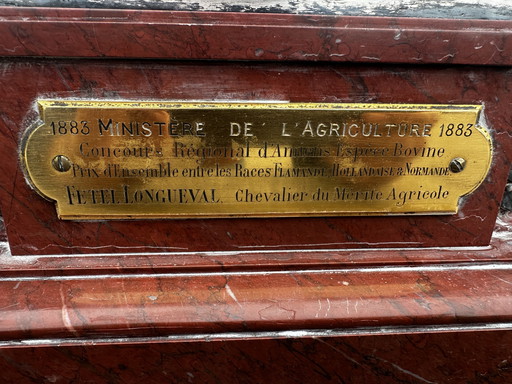 1883 MINISTERE DE L'AGRICULTURE 1883
Concours Régional d'Amiens Espèce Bovine
Prix d'Ensemble entre les Races FLAMANDE, HOLLANDAISE & NORMANDE
FETEL LONGUEVAL, Chevalier du Mérite Agricole